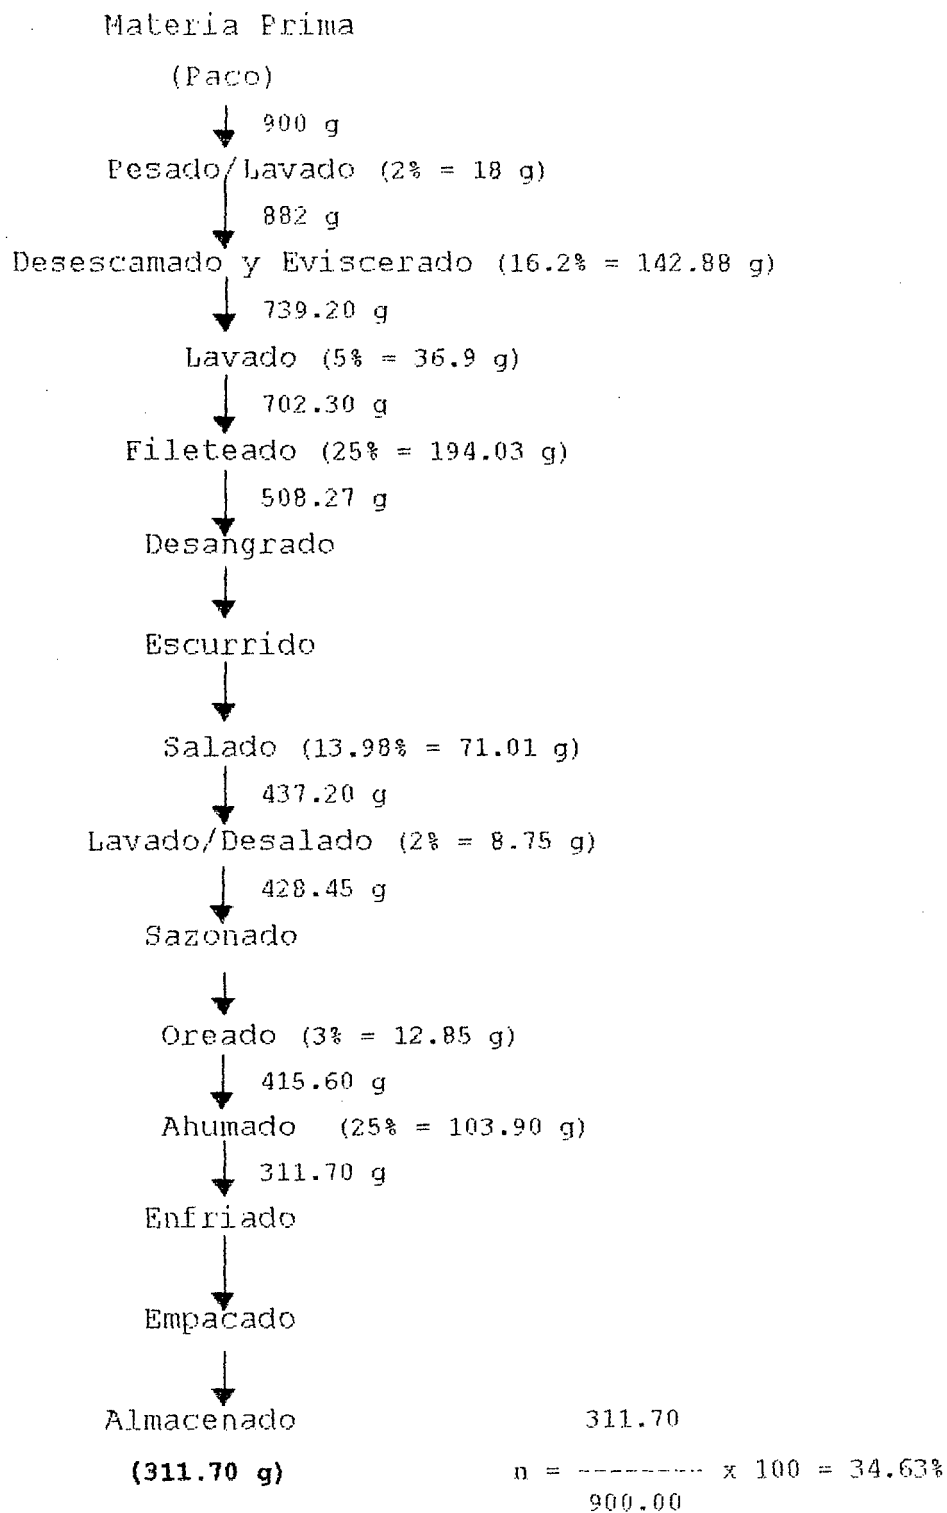 Materia Prima
(Paco)
900 g
Pesado/Lavado (2% = 18 g)
882 g
Desescamado y Eviscerado (16.2% = 142.88 g)
739.20 g
Lavado (5% = 36.9 g)
702.30 g
Fileteado (25% = 194.03 g)
508.27 g
Desangrado
Escurrido
Salado (13.98% = 71.01 g)
437.20 g
Lavado/Desalado (2% = 8.75 g)
428.45 g
Sazonado
Oreado (3% = 12.85 g)
415.60 g
Ahumado (25% = 103.90 g)
311.70 g
Enfriado
Empacado
Almacenado
(311.70 g)
311.70
n = -------- x 100 = 34.63%
900.00